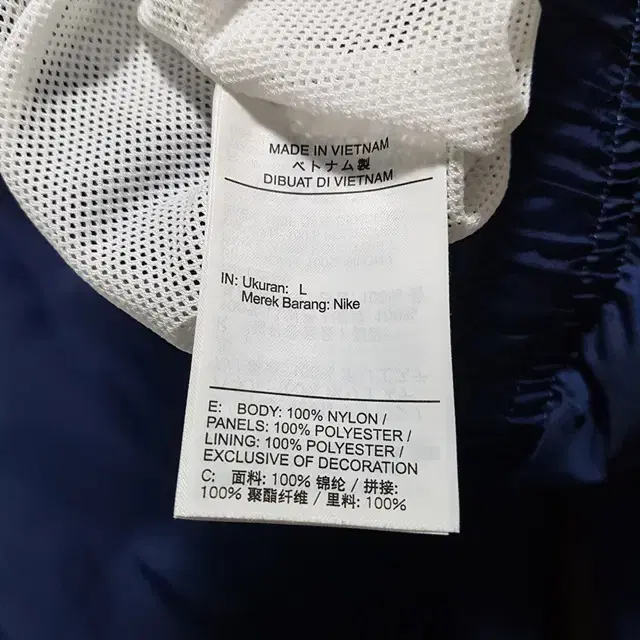 MADE IN VIETNAM
ベトナム製
DIBUAT DI VIETNAM
IN: Ukuran: L
Merek Barang: Nike
E: BODY: 100% NYLON /
PANELS: 100% POLYESTER /
LINING: 100% POLYESTER /
EXCLUSIVE OF DECORATION
C: 面料: 100% 锦纶 / 拼接:
100% 聚酯纤维 / 里料: 100%